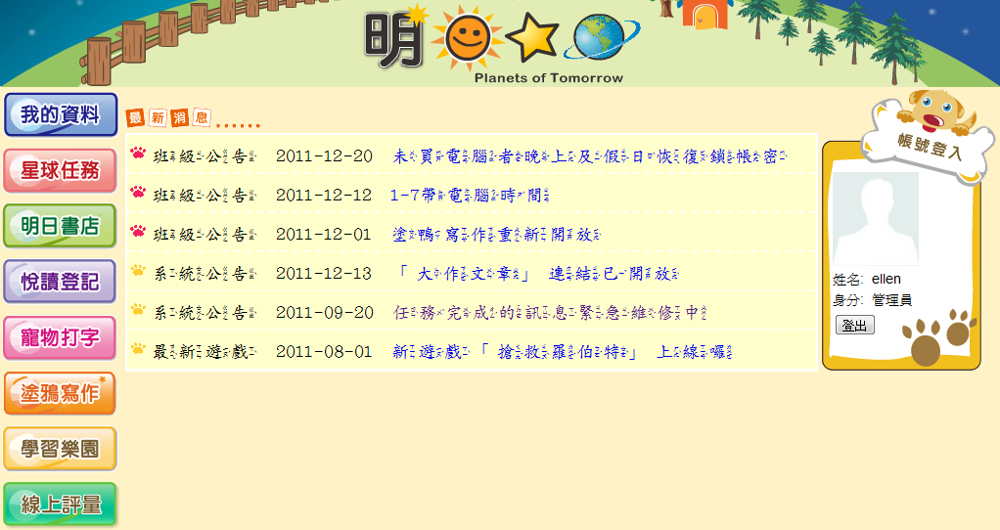 明
Planets of Tomorrow
我的資料
星球任務
明日書店
悅讀登記
寵物打字
塗鴉寫作
學習樂園
線上評量
最新消息......
班級公告 2011-12-20 未買電腦者晚上及假日恢復鎖帳密
班級公告 2011-12-12 1-7帶電腦時間
班級公告 2011-12-01 塗鴨寫作重新開放
系統公告 2011-12-13 「大作文章」 連結已開放
系統公告 2011-09-20 任務完成的訊息緊急維修中
最新遊戲 2011-08-01 新遊戲「搶救羅伯特」 上線囉
帳號登入
姓名: ellen
身分: 管理員
登出